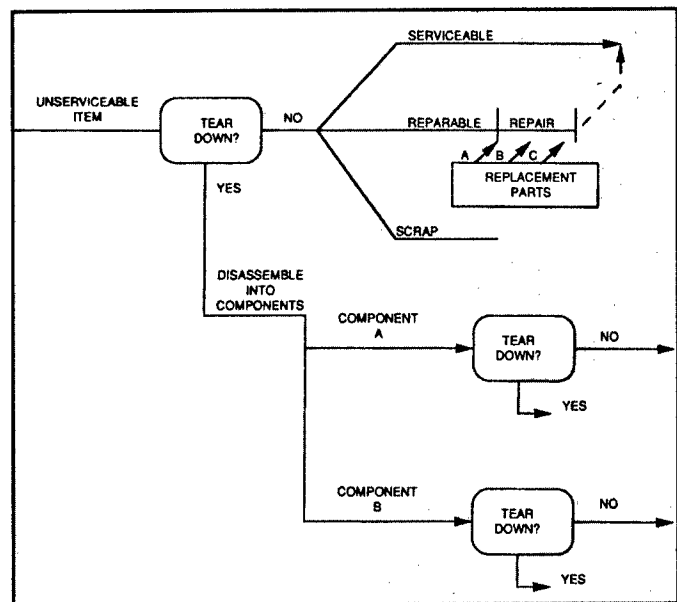 SERVICEABLE
UNSERVICEABLE
ITEM
TEAR
DOWN?
NO
REPARABLE
REPAIR
A
B
C
REPLACEMENT
PARTS
YES
SCRAP
DISASSEMBLE
INTO
COMPONENTS
COMPONENT
A
TEAR
DOWN?
NO
YES
COMPONENT
B
TEAR
DOWN?
NO
YES